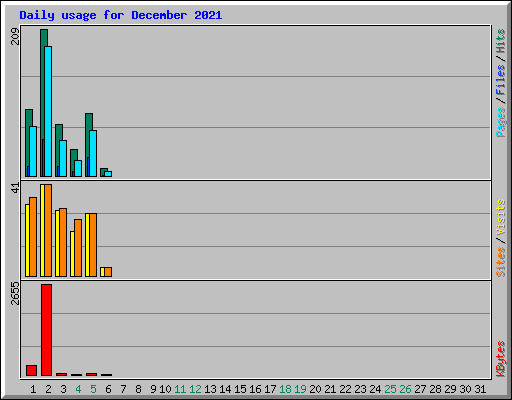 Daily usage for December 2021
209
Pages / Files / Hits
41
Sites / Visits
2655
KBytes
1 2 3 4 5 6 7 8 9 10 11 12 13 14 15 16 17 18 19 20 21 22 23 24 25 26 27 28 29 30 31